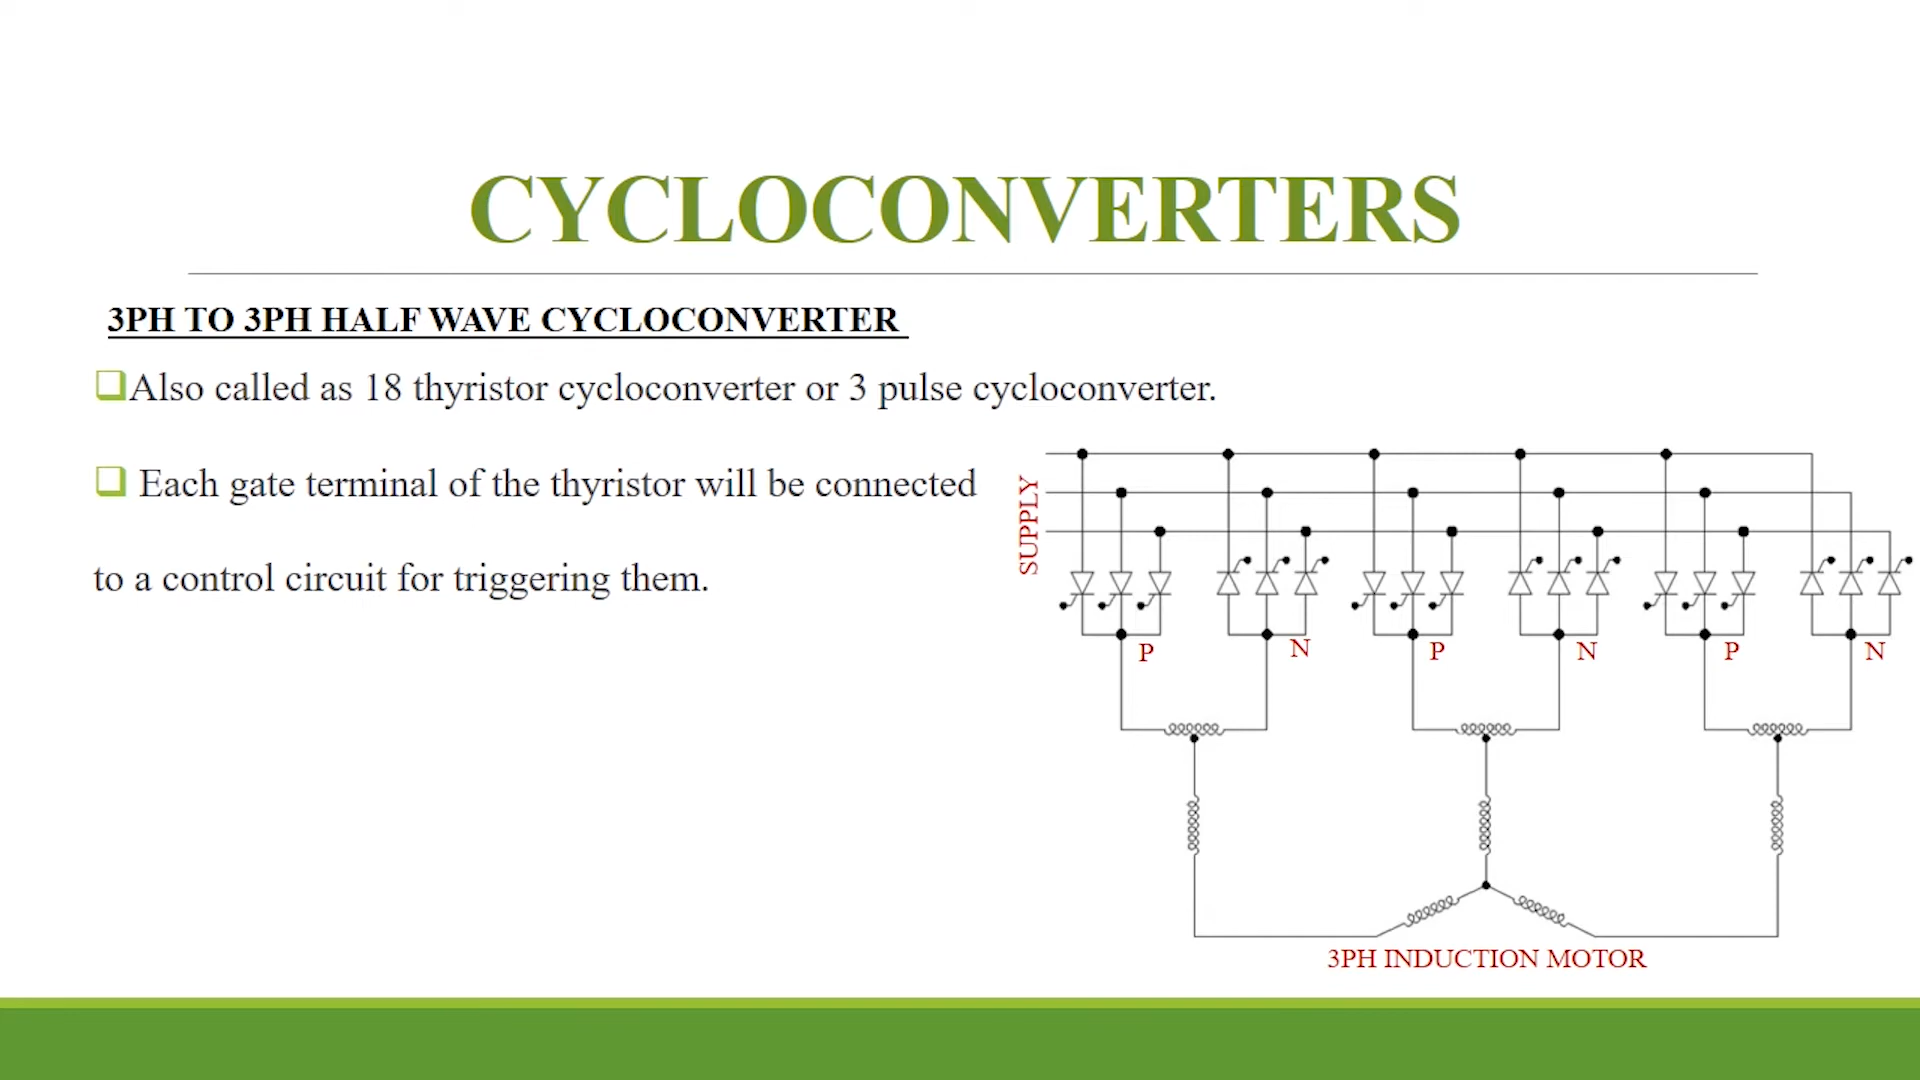 CYCLOCONVERTERS
3PH TO 3PH HALF WAVE CYCLOCONVERTER
Also called as 18 thyristor cycloconverter or 3 pulse cycloconverter.
Each gate terminal of the thyristor will be connected
to a control circuit for triggering them.
SUPPLY
P
N
P
N
P
N
3PH INDUCTION MOTOR